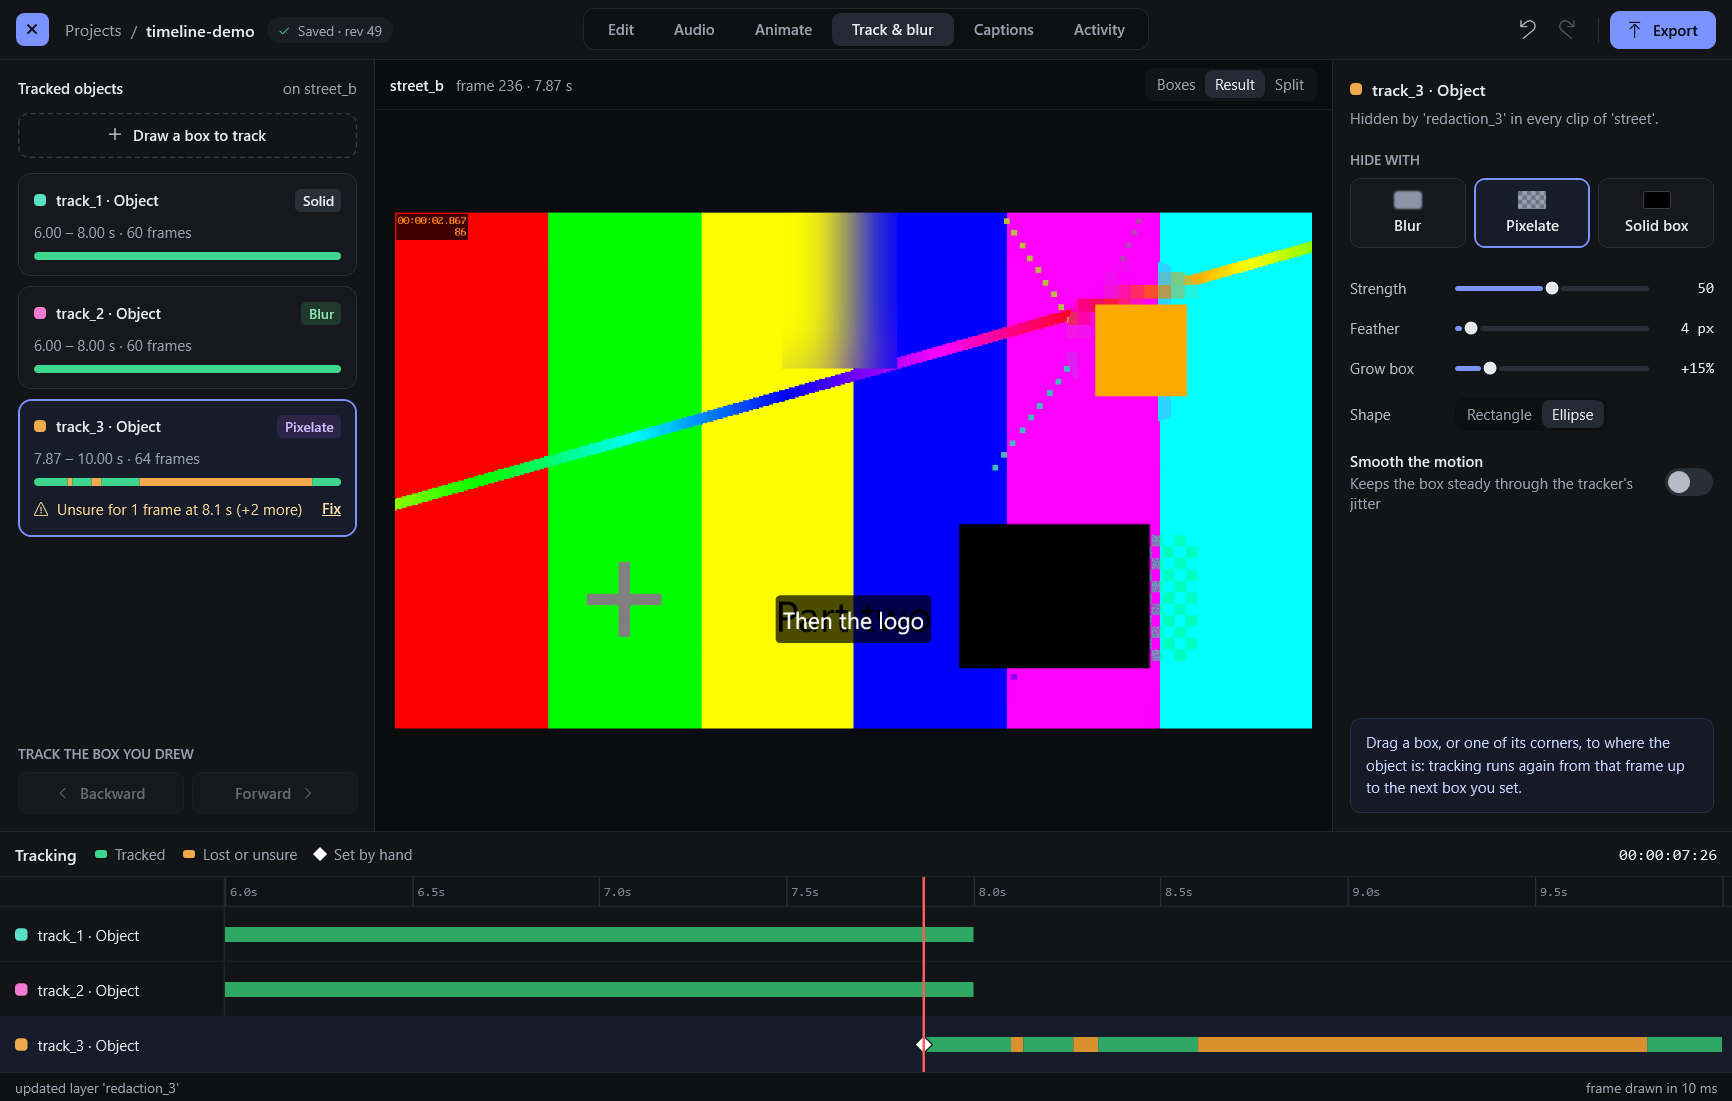 Projects / timeline-demo
Saved · rev 49
Edit
Audio
Animate
Track & blur
Captions
Activity
Export
Tracked objects
on street_b
Draw a box to track
track_1 · Object
Solid
6.00 – 8.00 s · 60 frames
track_2 · Object
Blur
6.00 – 8.00 s · 60 frames
track_3 · Object
Pixelate
7.87 – 10.00 s · 64 frames
Unsure for 1 frame at 8.1 s (+2 more)
Fix
TRACK THE BOX YOU DREW
Backward
Forward
street_b
frame 236 · 7.87 s
Boxes
Result
Split
00:00:02.867
86
Part two
Then the logo
track_3 · Object
Hidden by 'redaction_3' in every clip of 'street'.
HIDE WITH
Blur
Pixelate
Solid box
Strength
50
Feather
4 px
Grow box
+15%
Shape
Rectangle
Ellipse
Smooth the motion
Keeps the box steady through the tracker's
jitter
Drag a box, or one of its corners, to where the
object is: tracking runs again from that frame up
to the next box you set.
Tracking
Tracked
Lost or unsure
Set by hand
00:00:07:26
6.0s
6.5s
7.0s
7.5s
8.0s
8.5s
9.0s
9.5s
track_1 · Object
track_2 · Object
track_3 · Object
updated layer 'redaction_3'
frame drawn in 10 ms